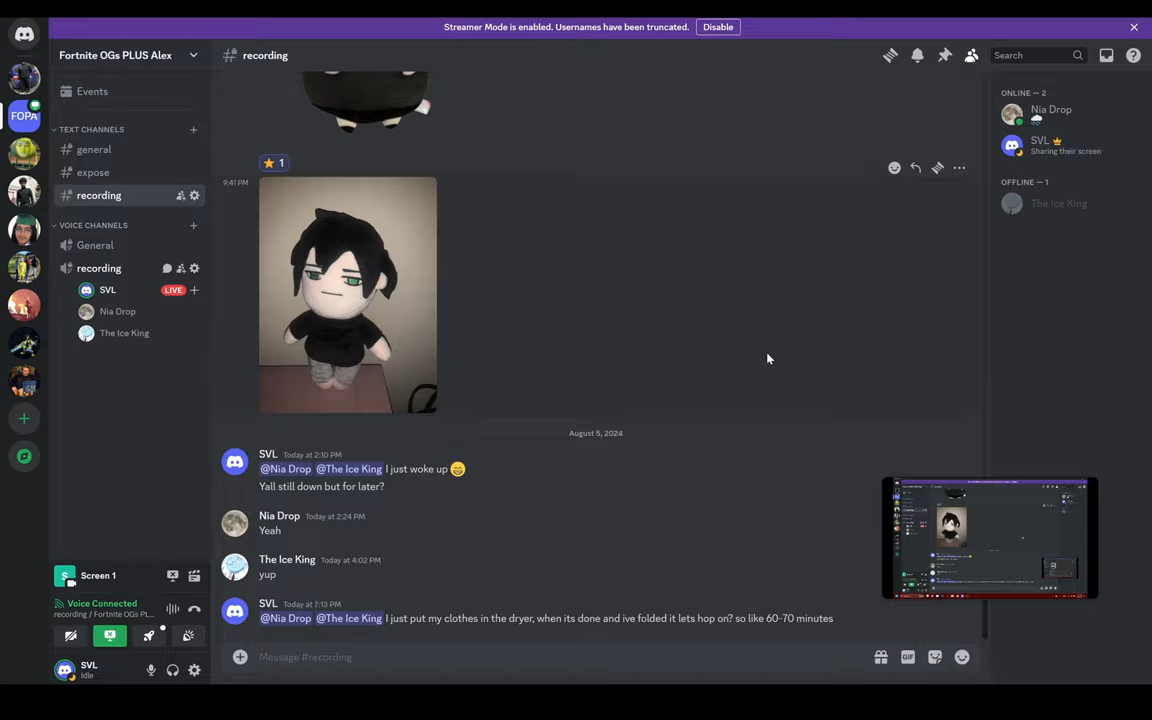 Streamer Mode is enabled. Usernames have been truncated. Disable
Fortnite OGs PLUS Alex
recording
Search
FOPA
Events
TEXT CHANNELS
general
expose
recording
VOICE CHANNELS
General
recording
SVL LIVE
Nia Drop
The Ice King
1
9:41 PM
August 5, 2024
SVL Today at 2:10 PM
@Nia Drop @The Ice King I just woke up
Yall still down but for later?
Nia Drop Today at 2:24 PM
Yeah
The Ice King Today at 4:02 PM
yup
SVL Today at 7:13 PM
@Nia Drop @The Ice King I just put my clothes in the dryer, when its done and ive folded it lets hop on? so like 60-70 minutes
Message #recording
GIF
S Screen 1
Voice Connected
recording / Fortnite OGs PL...
SVL
Idle
ONLINE — 2
Nia Drop
SVL
Sharing their screen
OFFLINE — 1
The Ice King